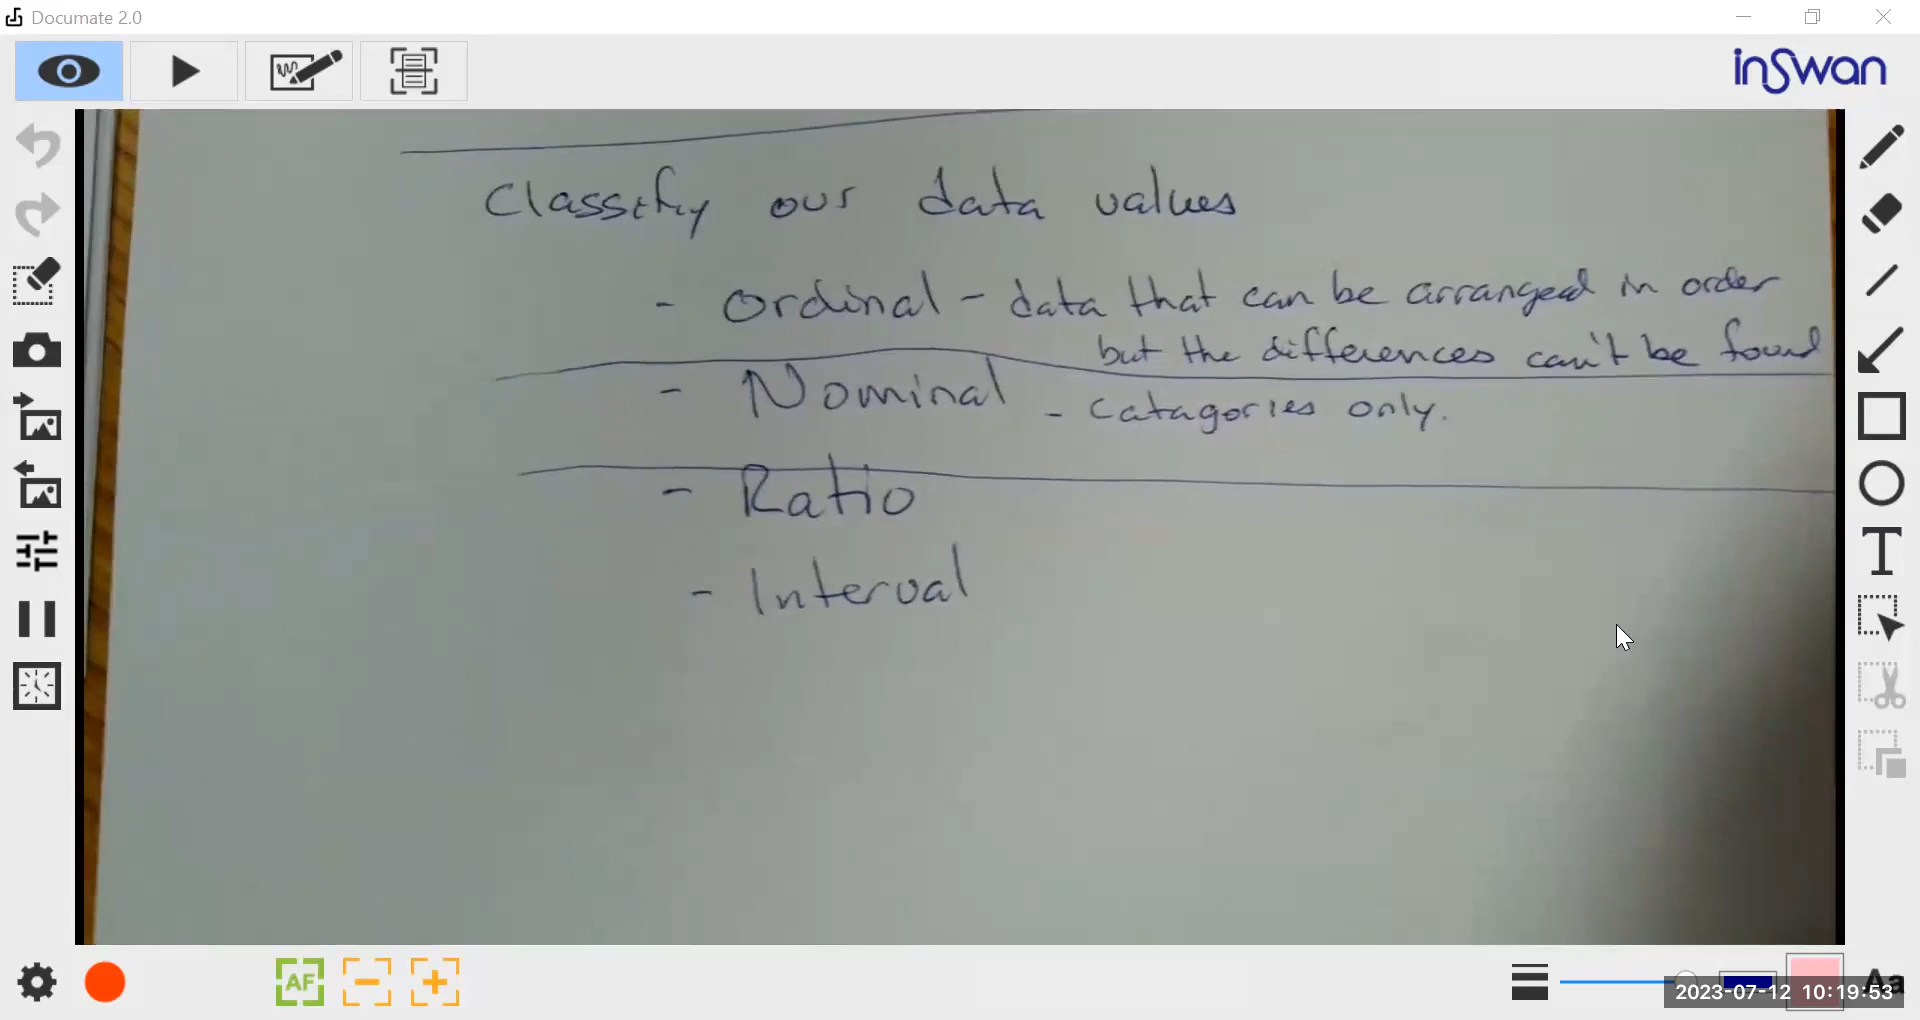 Documate 2.0
inSwan
Classify our data values
- Ordinal - data that can be arranged in order
but the differences can't be found
- Nominal - Catagories only.
- Ratio
- Interval
T
AF
Aa
2023-07-12 10:19:53